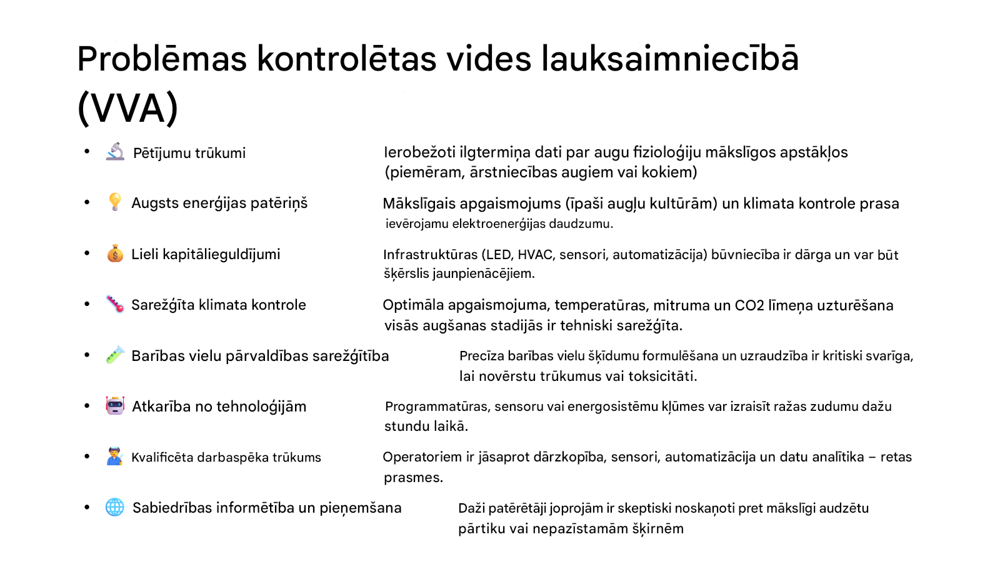 Problēmas kontrolētas vides lauksaimniecībā
(VVA)
• Pētījumu trūkumi Ierobežoti ilgtermiņa dati par augu fizioloģiju mākslīgos apstākļos
(piemēram, ārstniecības augiem vai kokiem)
• Augsts enerģijas patēriņš Mākslīgais apgaismojums (īpaši augļu kultūrām) un klimata kontrole prasa
ievērojamu elektroenerģijas daudzumu.
• Lieli kapitālieguldījumi Infrastruktūras (LED, HVAC, sensori, automatizācija) būvniecība ir dārga un var būt
šķērslis jaunpienācējiem.
• Sarežģīta klimata kontrole Optimāla apgaismojuma, temperatūras, mitruma un CO2 līmeņa uzturēšana
visās augšanas stadijās ir tehniski sarežģīta.
• Barības vielu pārvaldības sarežģītība Precīza barības vielu šķīdumu formulēšana un uzraudzība ir kritiski svarīga,
lai novērstu trūkumus vai toksicitāti.
• Atkarība no tehnoloģijām Programmatūras, sensoru vai energosistēmu kļūmes var izraisīt ražas zudumu dažu
stundu laikā.
• Kvalificēta darbaspēka trūkums Operatoriem ir jāsaprot dārzkopība, sensori, automatizācija un datu analītika – retas
prasmes.
• Sabiedrības informētība un pieņemšana Daži patērētāji joprojām ir skeptiski noskaņoti pret mākslīgi audzētu
pārtiku vai nepazīstamām šķirnēm